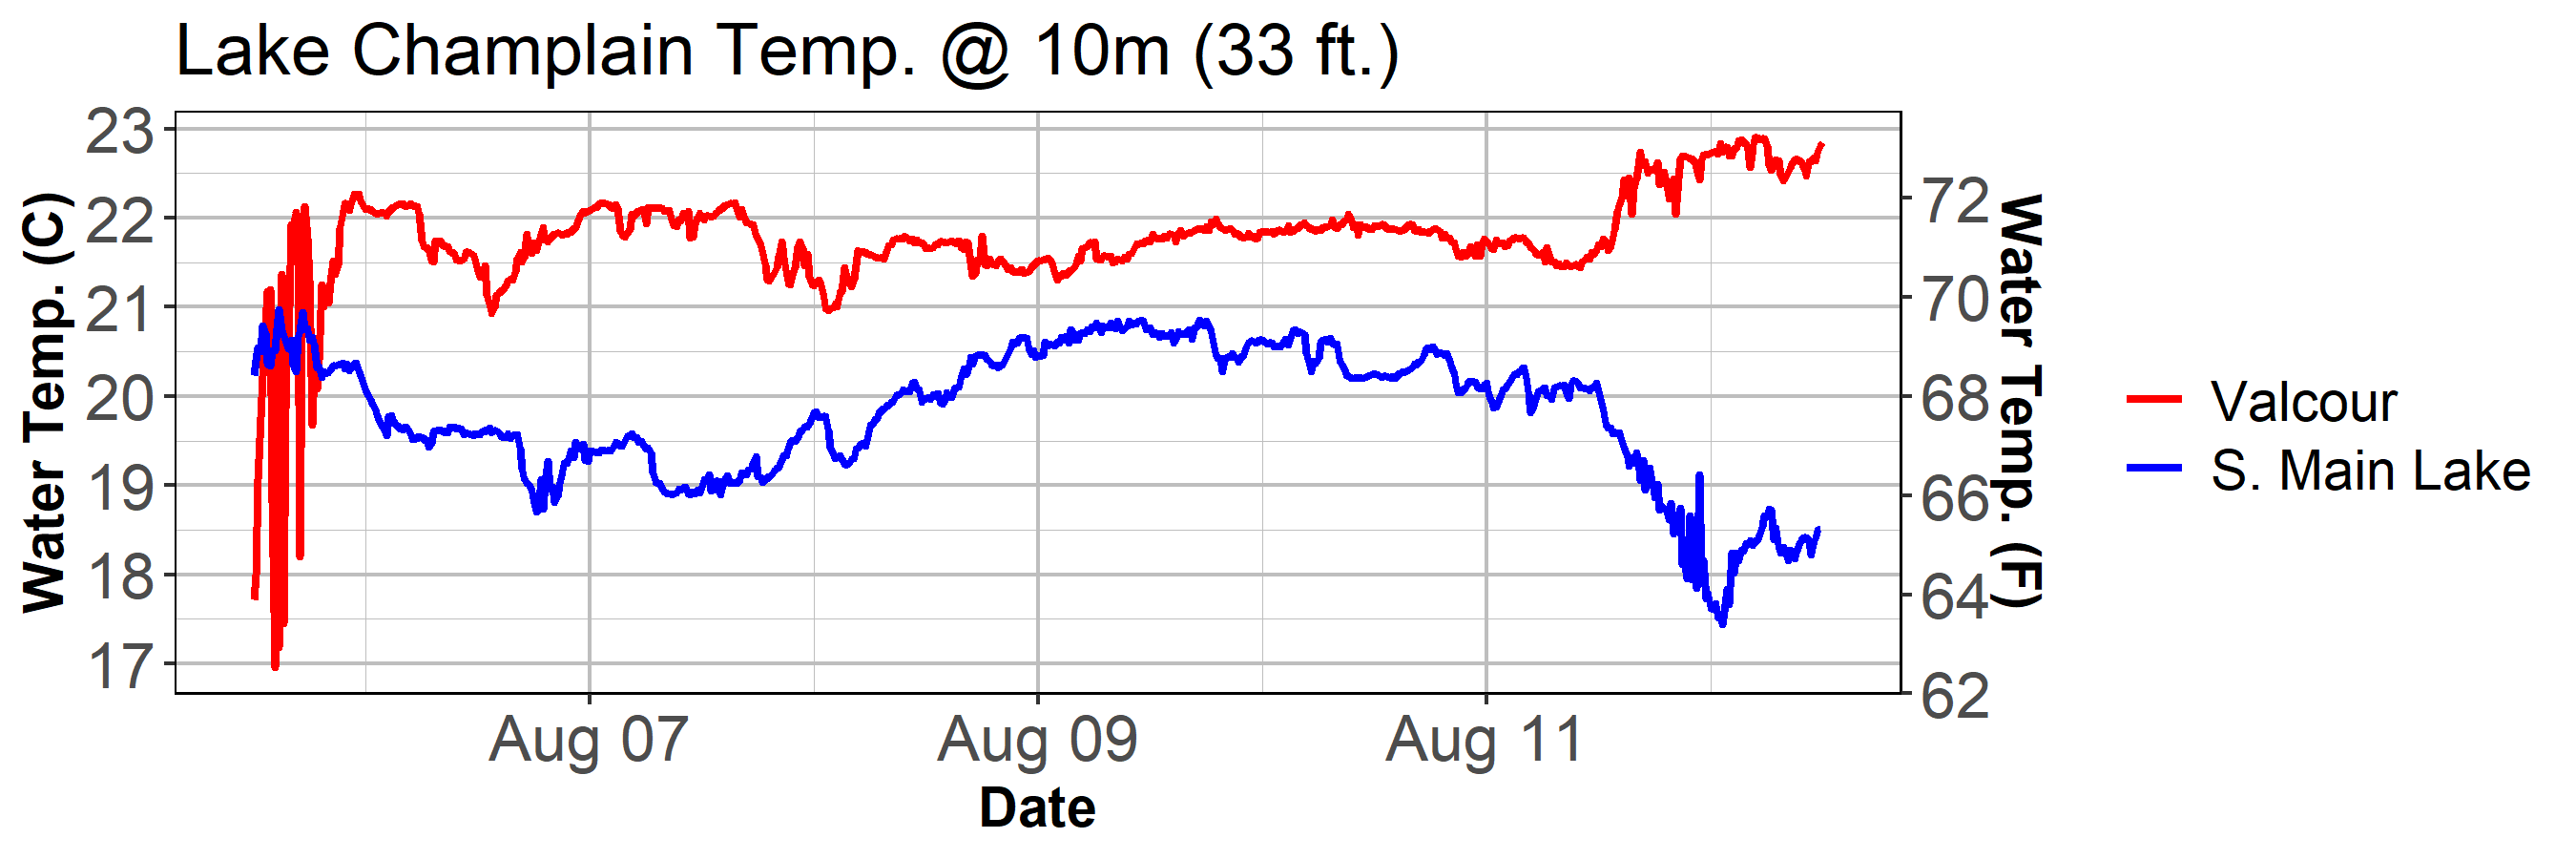 Lake Champlain Temp. @ 10m (33 ft.)
Water Temp. (C)
23
22
21
20
19
18
17
72
70
68
66
64
62
Water Temp. (F)
Aug 07
Aug 09
Aug 11
Date
Valcour
S. Main Lake